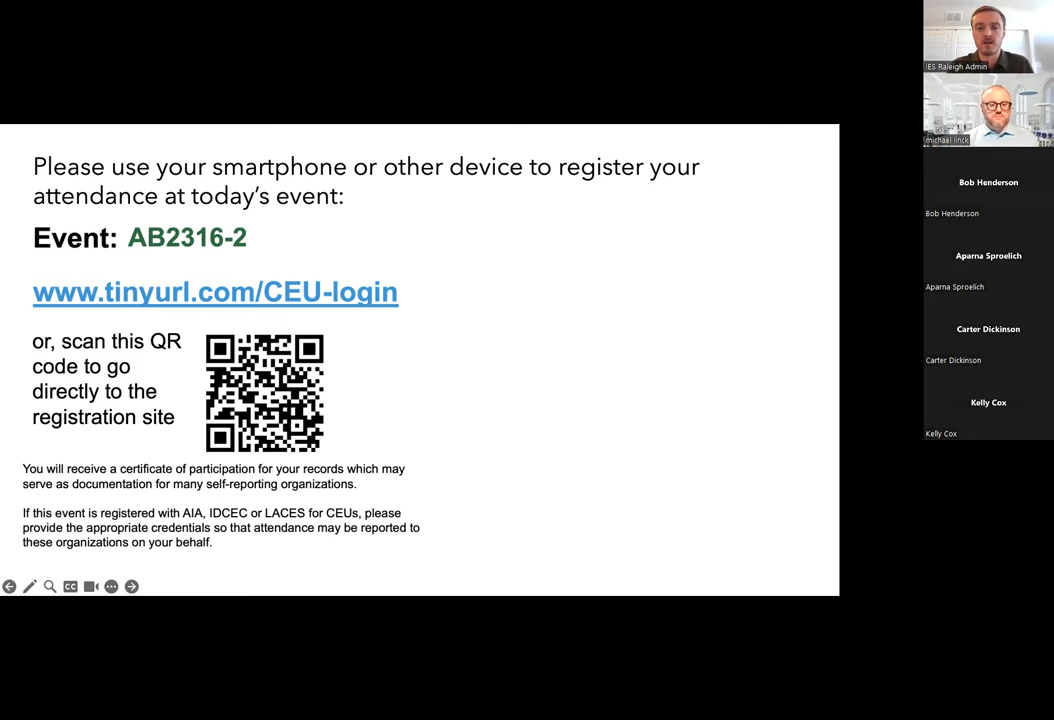 Please use your smartphone or other device to register your
attendance at today's event:
Event: AB2316-2
www.tinyurl.com/CEU-login
or, scan this QR
code to go
directly to the
registration site
You will receive a certificate of participation for your records which may
serve as documentation for many self-reporting organizations.
If this event is registered with AIA, IDCEC or LACES for CEUs, please
provide the appropriate credentials so that attendance may be reported to
these organizations on your behalf.
CC
IES Raleigh Admin
michael linck
Bob Henderson
Bob Henderson
Aparna Sproelich
Aparna Sproelich
Carter Dickinson
Carter Dickinson
Kelly Cox
Kelly Cox